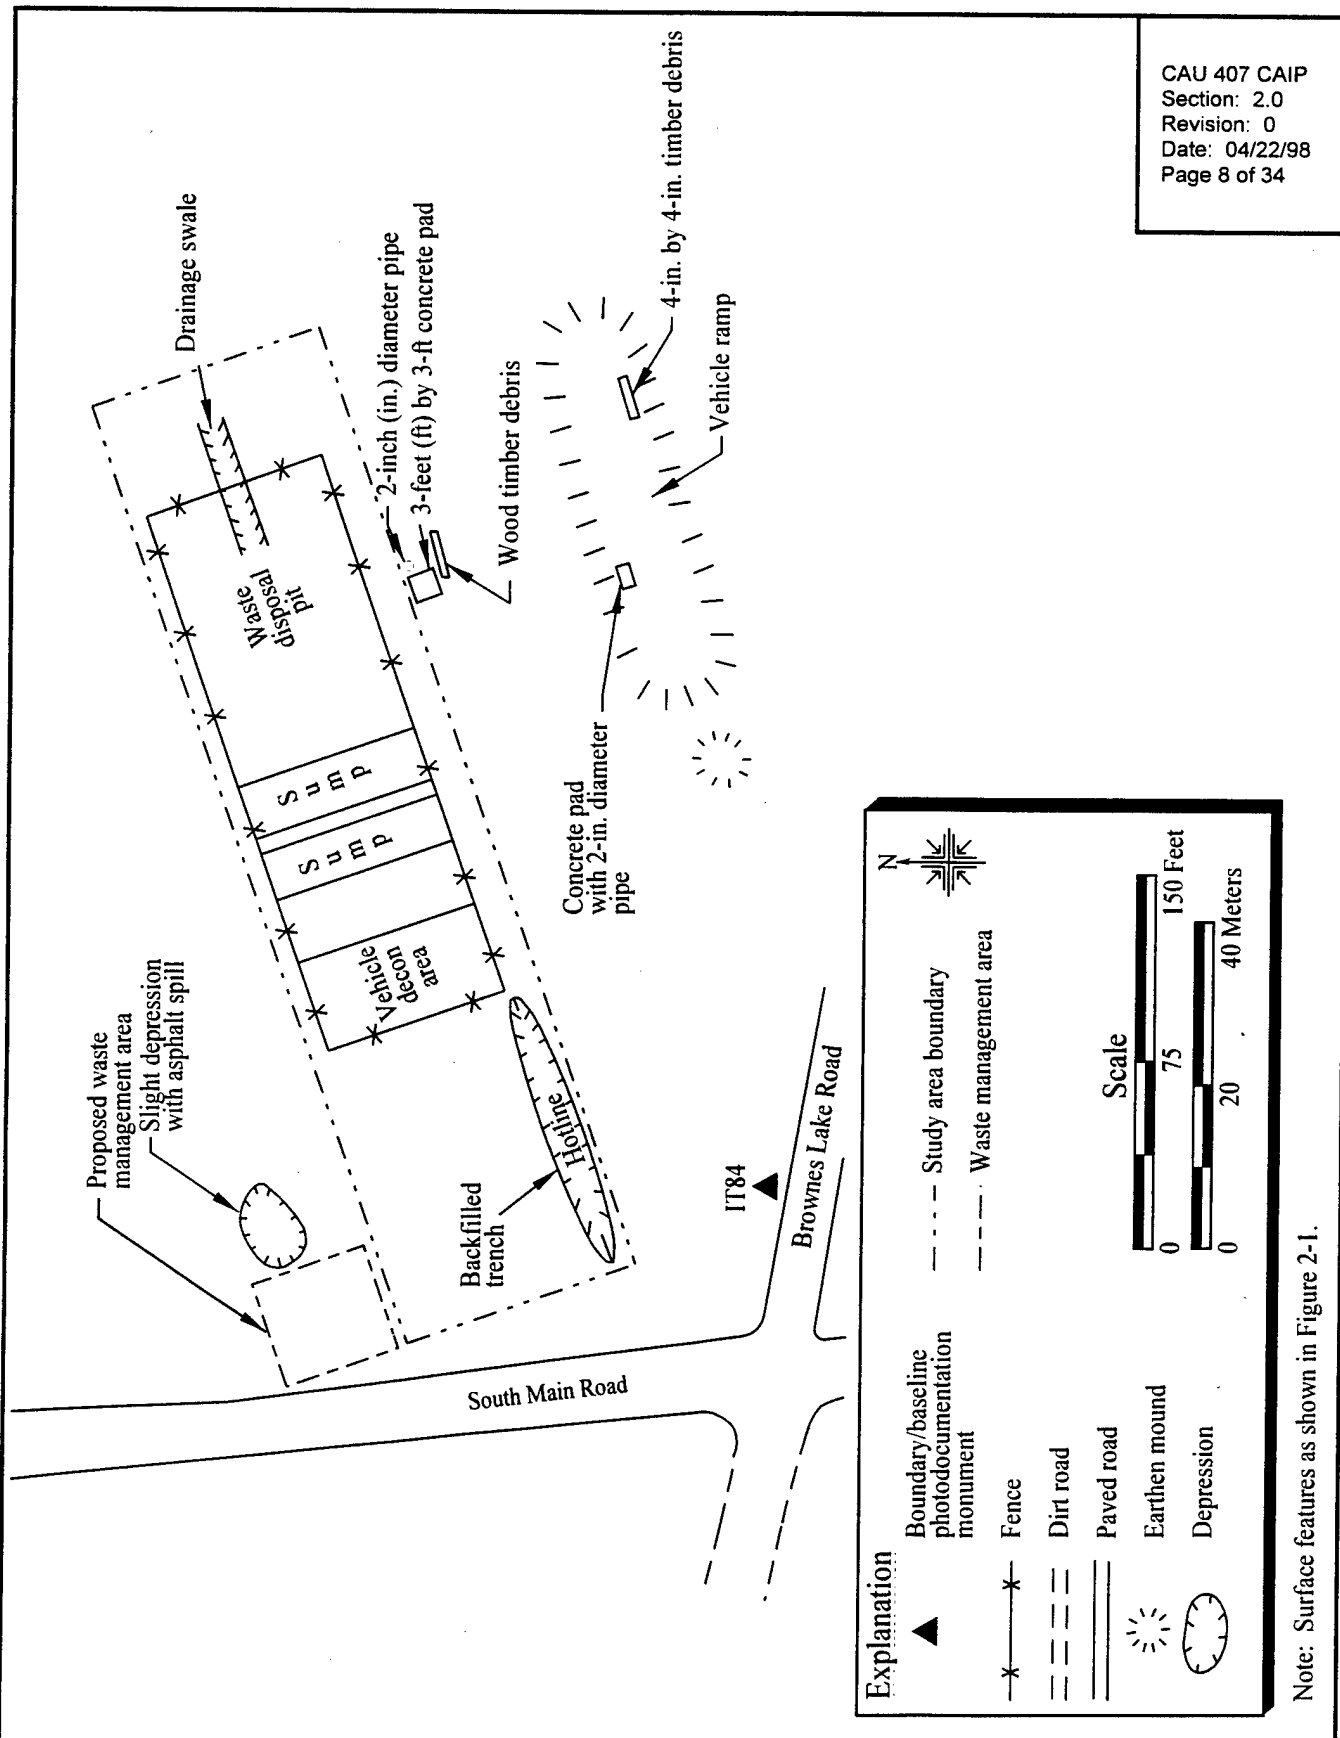 CAU 407 CAIP
Section: 2.0
Revision: 0
Date: 04/22/98
Page 8 of 34
Proposed waste
management area
Slight depression
with asphalt spill
Drainage swale
Waste
disposal
pit
Sump
Sump
Vehicle
decon
area
2-inch (in.) diameter pipe
3-feet (ft) by 3-ft concrete pad
Wood timber debris
4-in. by 4-in. timber debris
Vehicle ramp
Concrete pad
with 2-in. diameter
pipe
Backfilled
trench
Hotline
IT84
Brownes Lake Road
South Main Road
Explanation
Boundary/baseline
photodocumentation
monument
Fence
Dirt road
Paved road
Earthen mound
Depression
Study area boundary
Waste management area
N
Scale
0 75 150 Feet
0 20 40 Meters
Note: Surface features as shown in Figure 2-1.